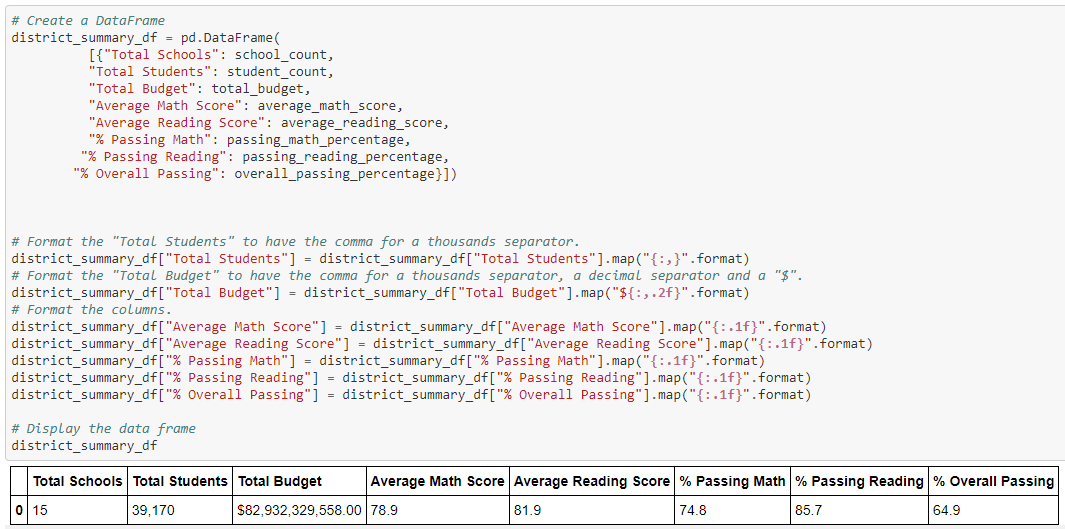 # Create a DataFrame
district_summary_df = pd.DataFrame(
          [{"Total Schools": school_count,
          "Total Students": student_count,
          "Total Budget": total_budget,
          "Average Math Score": average_math_score,
          "Average Reading Score": average_reading_score,
          "% Passing Math": passing_math_percentage,
         "% Passing Reading": passing_reading_percentage,
        "% Overall Passing": overall_passing_percentage}])
# Format the "Total Students" to have the comma for a thousands separator.
district_summary_df["Total Students"] = district_summary_df["Total Students"].map("{:,}".format)
# Format the "Total Budget" to have the comma for a thousands separator, a decimal separator and a "$".
district_summary_df["Total Budget"] = district_summary_df["Total Budget"].map("${:,.2f}".format)
# Format the columns.
district_summary_df["Average Math Score"] = district_summary_df["Average Math Score"].map("{:.1f}".format)
district_summary_df["Average Reading Score"] = district_summary_df["Average Reading Score"].map("{:.1f}".format)
district_summary_df["% Passing Math"] = district_summary_df["% Passing Math"].map("{:.1f}".format)
district_summary_df["% Passing Reading"] = district_summary_df["% Passing Reading"].map("{:.1f}".format)
district_summary_df["% Overall Passing"] = district_summary_df["% Overall Passing"].map("{:.1f}".format)
# Display the data frame
district_summary_df
Total Schools Total Students Total Budget Average Math Score Average Reading Score % Passing Math % Passing Reading % Overall Passing
0 15 39,170 $82,932,329,558.00 78.9 81.9 74.8 85.7 64.9